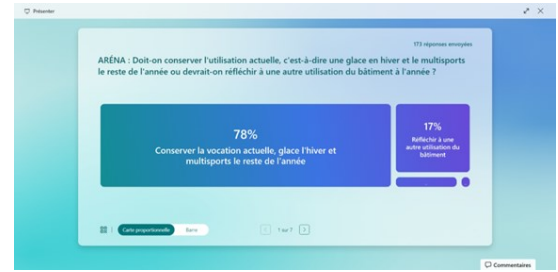 Présenter
173 réponses envoyées
ARÉNA : Doit-on conserver l'utilisation actuelle, c'est-à-dire une glace en hiver et le multisports
le reste de l'année ou devrait-on réfléchir à une autre utilisation du bâtiment à l'année ?
78%
Conserver la vocation actuelle, glace l'hiver et
multisports le reste de l'année
17%
Réfléchir à une
autre utilisation du
bâtiment
Carte proportionnelle
Barre
1 sur 7
Commentaires